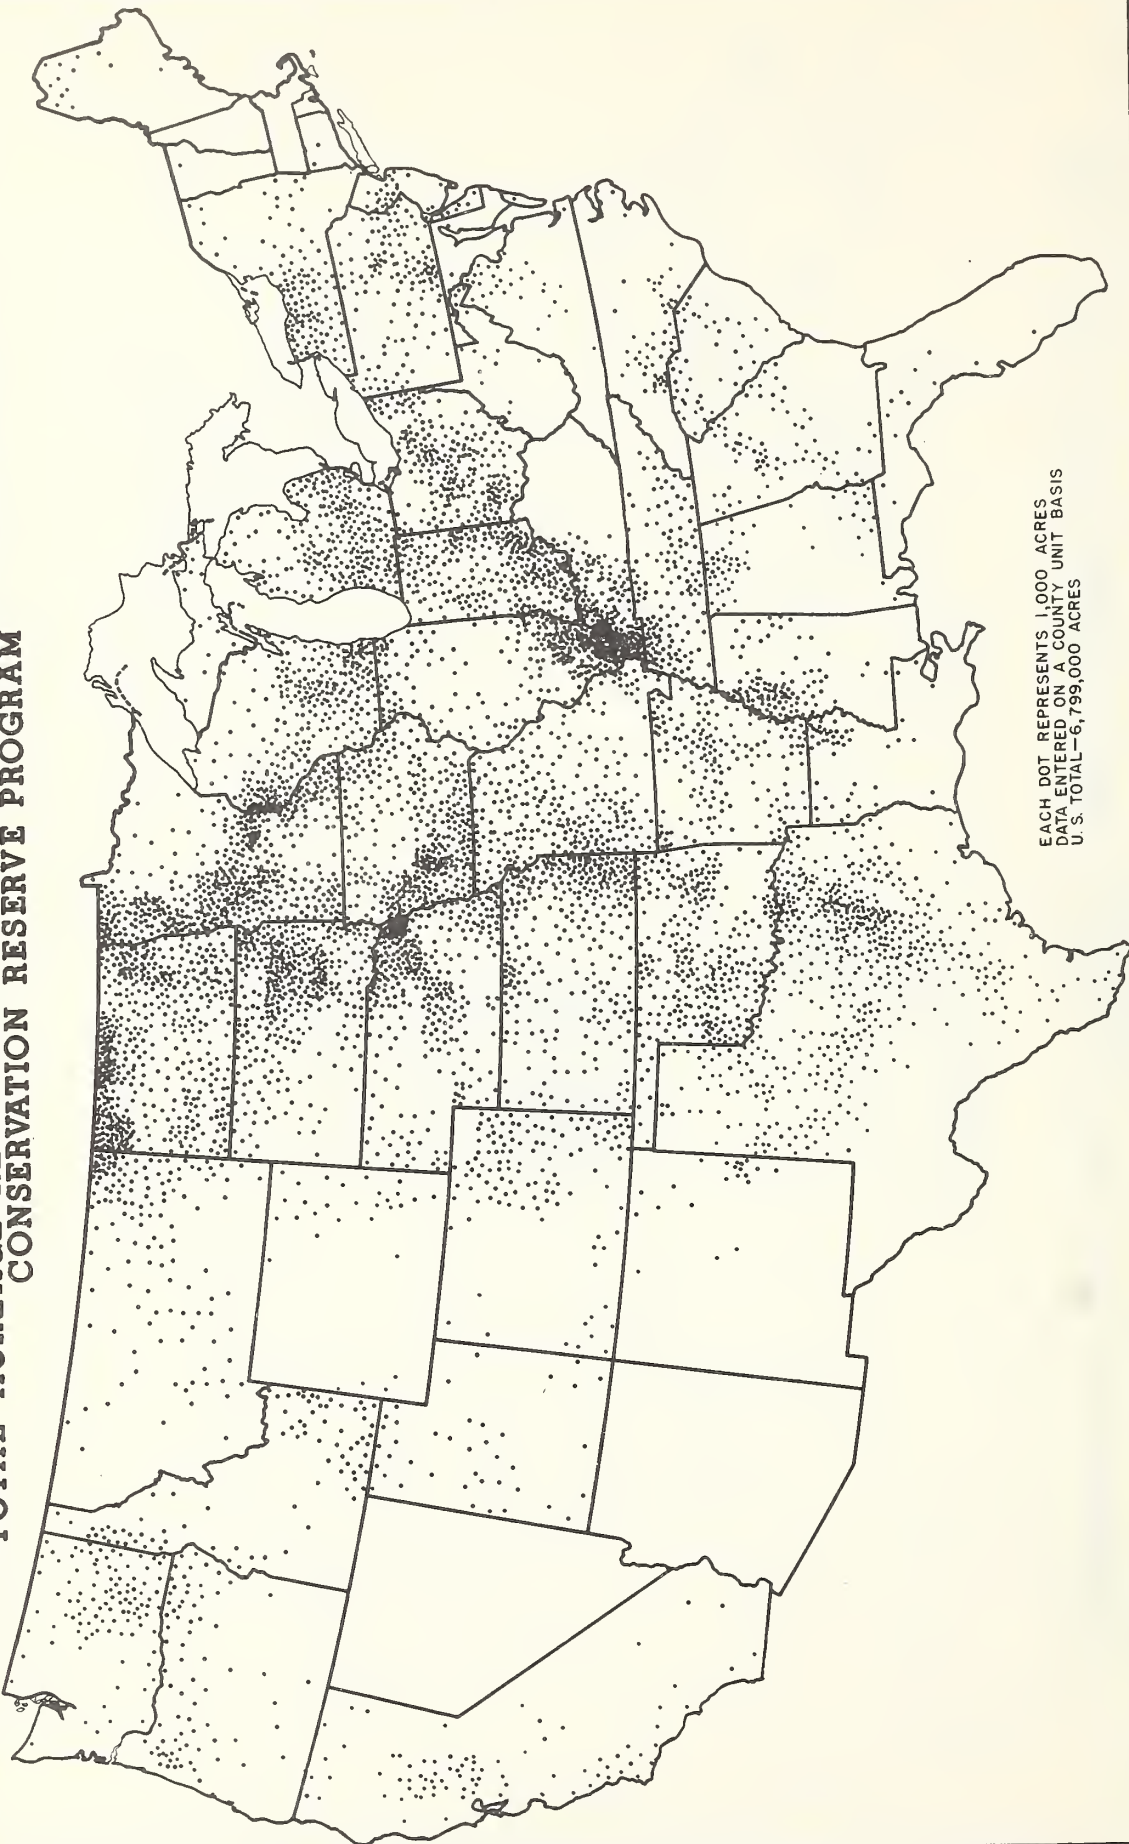 TOTAL
CONSERVATION RESERVE PROGRAM
EACH DOT REPRESENTS 1,000 ACRES
DATA ENTERED ON A COUNTY UNIT BASIS
U. S. TOTAL—6,799,000 ACRES